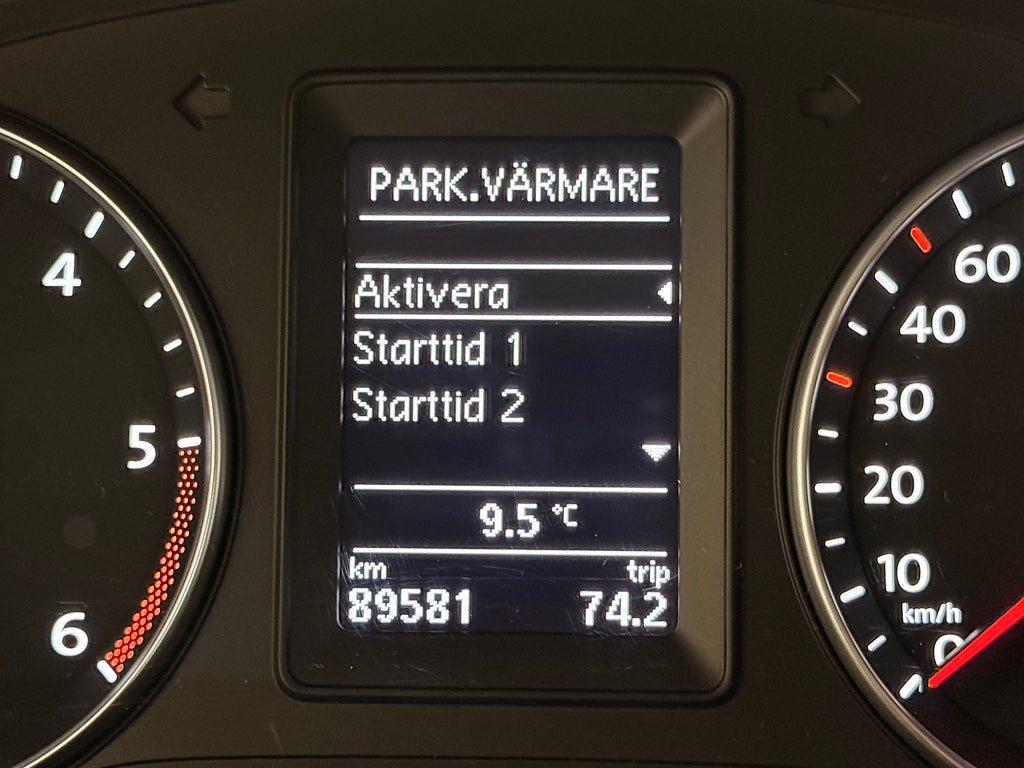 PARK.VÄRMARE
Aktivera
Starttid 1
Starttid 2
9.5 °C
km trip
89581 74.2
4
5
6
60
40
30
20
10
km/h
0